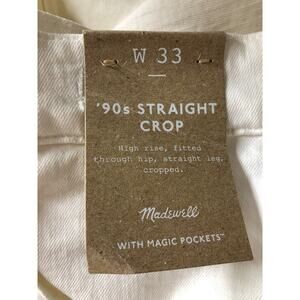 W 33
'90s STRAIGHT
CROP
High rise, fitted
through hip, straight leg,
cropped.
Madewell
WITH MAGIC POCKETS™